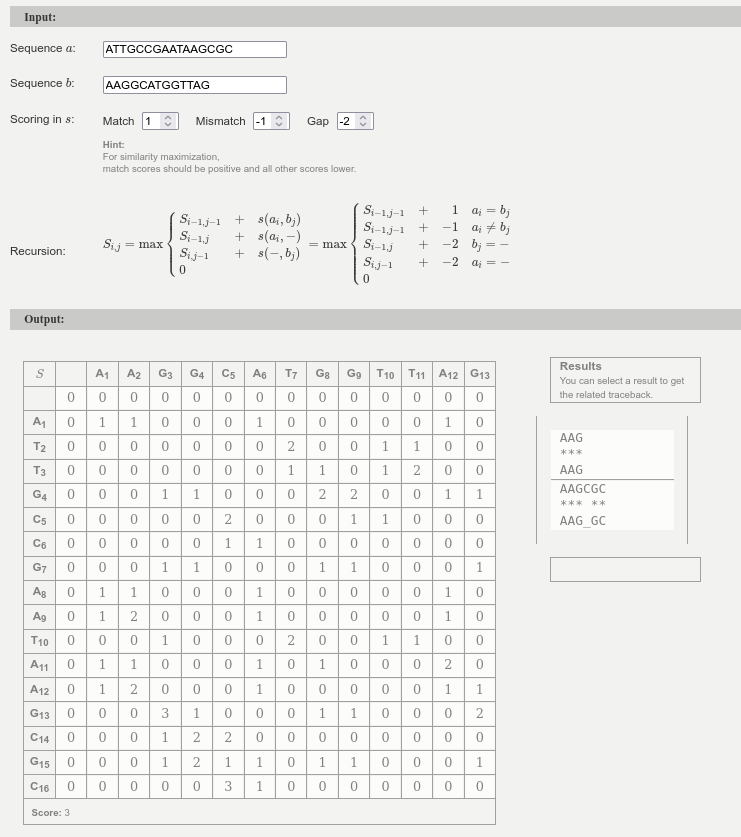 Input:
Sequence a: ATTGCCGAATAAGCGC
Sequence b: AAGGCATGGTTAG
Scoring in s: Match 1 Mismatch -1 Gap -2
Hint:
For similarity maximization,
match scores should be positive and all other scores lower.
Recursion: S_{i,j} = max { S_{i−1,j−1} + s(a_i, b_j) = max { S_{i−1,j−1} + 1 a_i = b_j
S_{i−1,j} + s(a_i, −) S_{i−1,j−1} + −1 a_i ≠ b_j
S_{i,j−1} + s(−, b_j) S_{i−1,j} + −2 b_j = −
0 S_{i,j−1} + −2 a_i = −
0
Output:
S A1 A2 G3 G4 C5 A6 T7 G8 G9 T10 T11 A12 G13
0 0 0 0 0 0 0 0 0 0 0 0 0 0
A1 0 1 1 0 0 0 1 0 0 0 0 0 1 0
T2 0 0 0 0 0 0 0 2 0 0 1 1 0 0
T3 0 0 0 0 0 0 0 1 1 0 1 2 0 0
G4 0 0 0 1 1 0 0 0 2 2 0 0 1 1
C5 0 0 0 0 0 2 0 0 0 1 1 0 0 0
C6 0 0 0 0 0 1 1 0 0 0 0 0 0 0
G7 0 0 0 1 1 0 0 0 1 1 0 0 0 1
A8 0 1 1 0 0 0 1 0 0 0 0 0 1 0
A9 0 1 2 0 0 0 1 0 0 0 0 0 1 0
T10 0 0 0 1 0 0 0 2 0 0 1 1 0 0
A11 0 1 1 0 0 0 1 0 1 0 0 0 2 0
A12 0 1 2 0 0 0 1 0 0 0 0 0 1 1
G13 0 0 0 3 1 0 0 0 1 1 0 0 0 2
C14 0 0 0 1 2 2 0 0 0 0 0 0 0 0
G15 0 0 0 1 2 1 1 0 1 1 0 0 0 1
C16 0 0 0 0 0 3 1 0 0 0 0 0 0 0
Score: 3
Results
You can select a result to get
the related traceback.
AAG
***
AAG
AAGCGC
*** **
AAG_GC